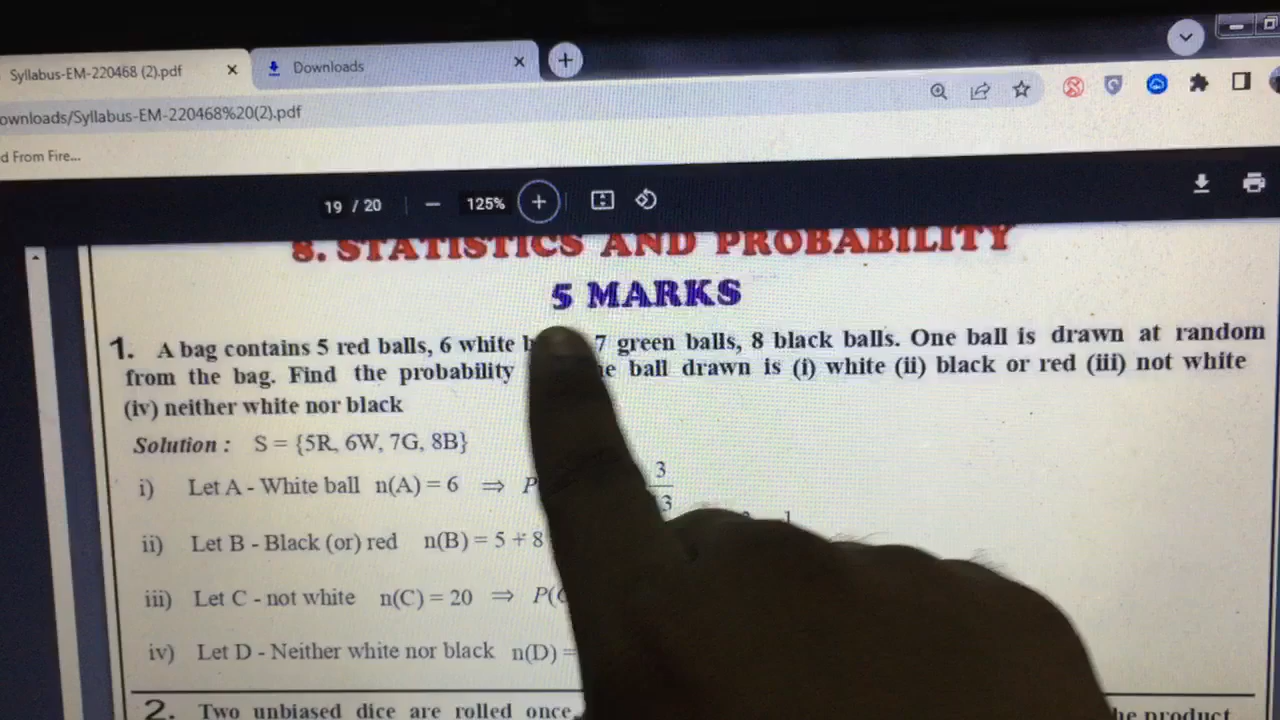 Syllabus-EM-220468 (2).pdf
Downloads
ownloads/Syllabus-EM-220468%20(2).pdf
d From Fire...
19 / 20
125%
8. STATISTICS AND PROBABILITY
5 MARKS
1. A bag contains 5 red balls, 6 white 7 green balls, 8 black balls. One ball is drawn at random
from the bag. Find the probability ball drawn is (i) white (ii) black or red (iii) not white
(iv) neither white nor black
Solution : S = {5R, 6W, 7G, 8B}
i) Let A - White ball n(A) = 6 ⇒ P 3
ii) Let B - Black (or) red n(B) = 5 + 8
iii) Let C - not white n(C) = 20 ⇒ P(
iv) Let D - Neither white nor black n(D) =
2. Two unbiased dice are rolled once. product